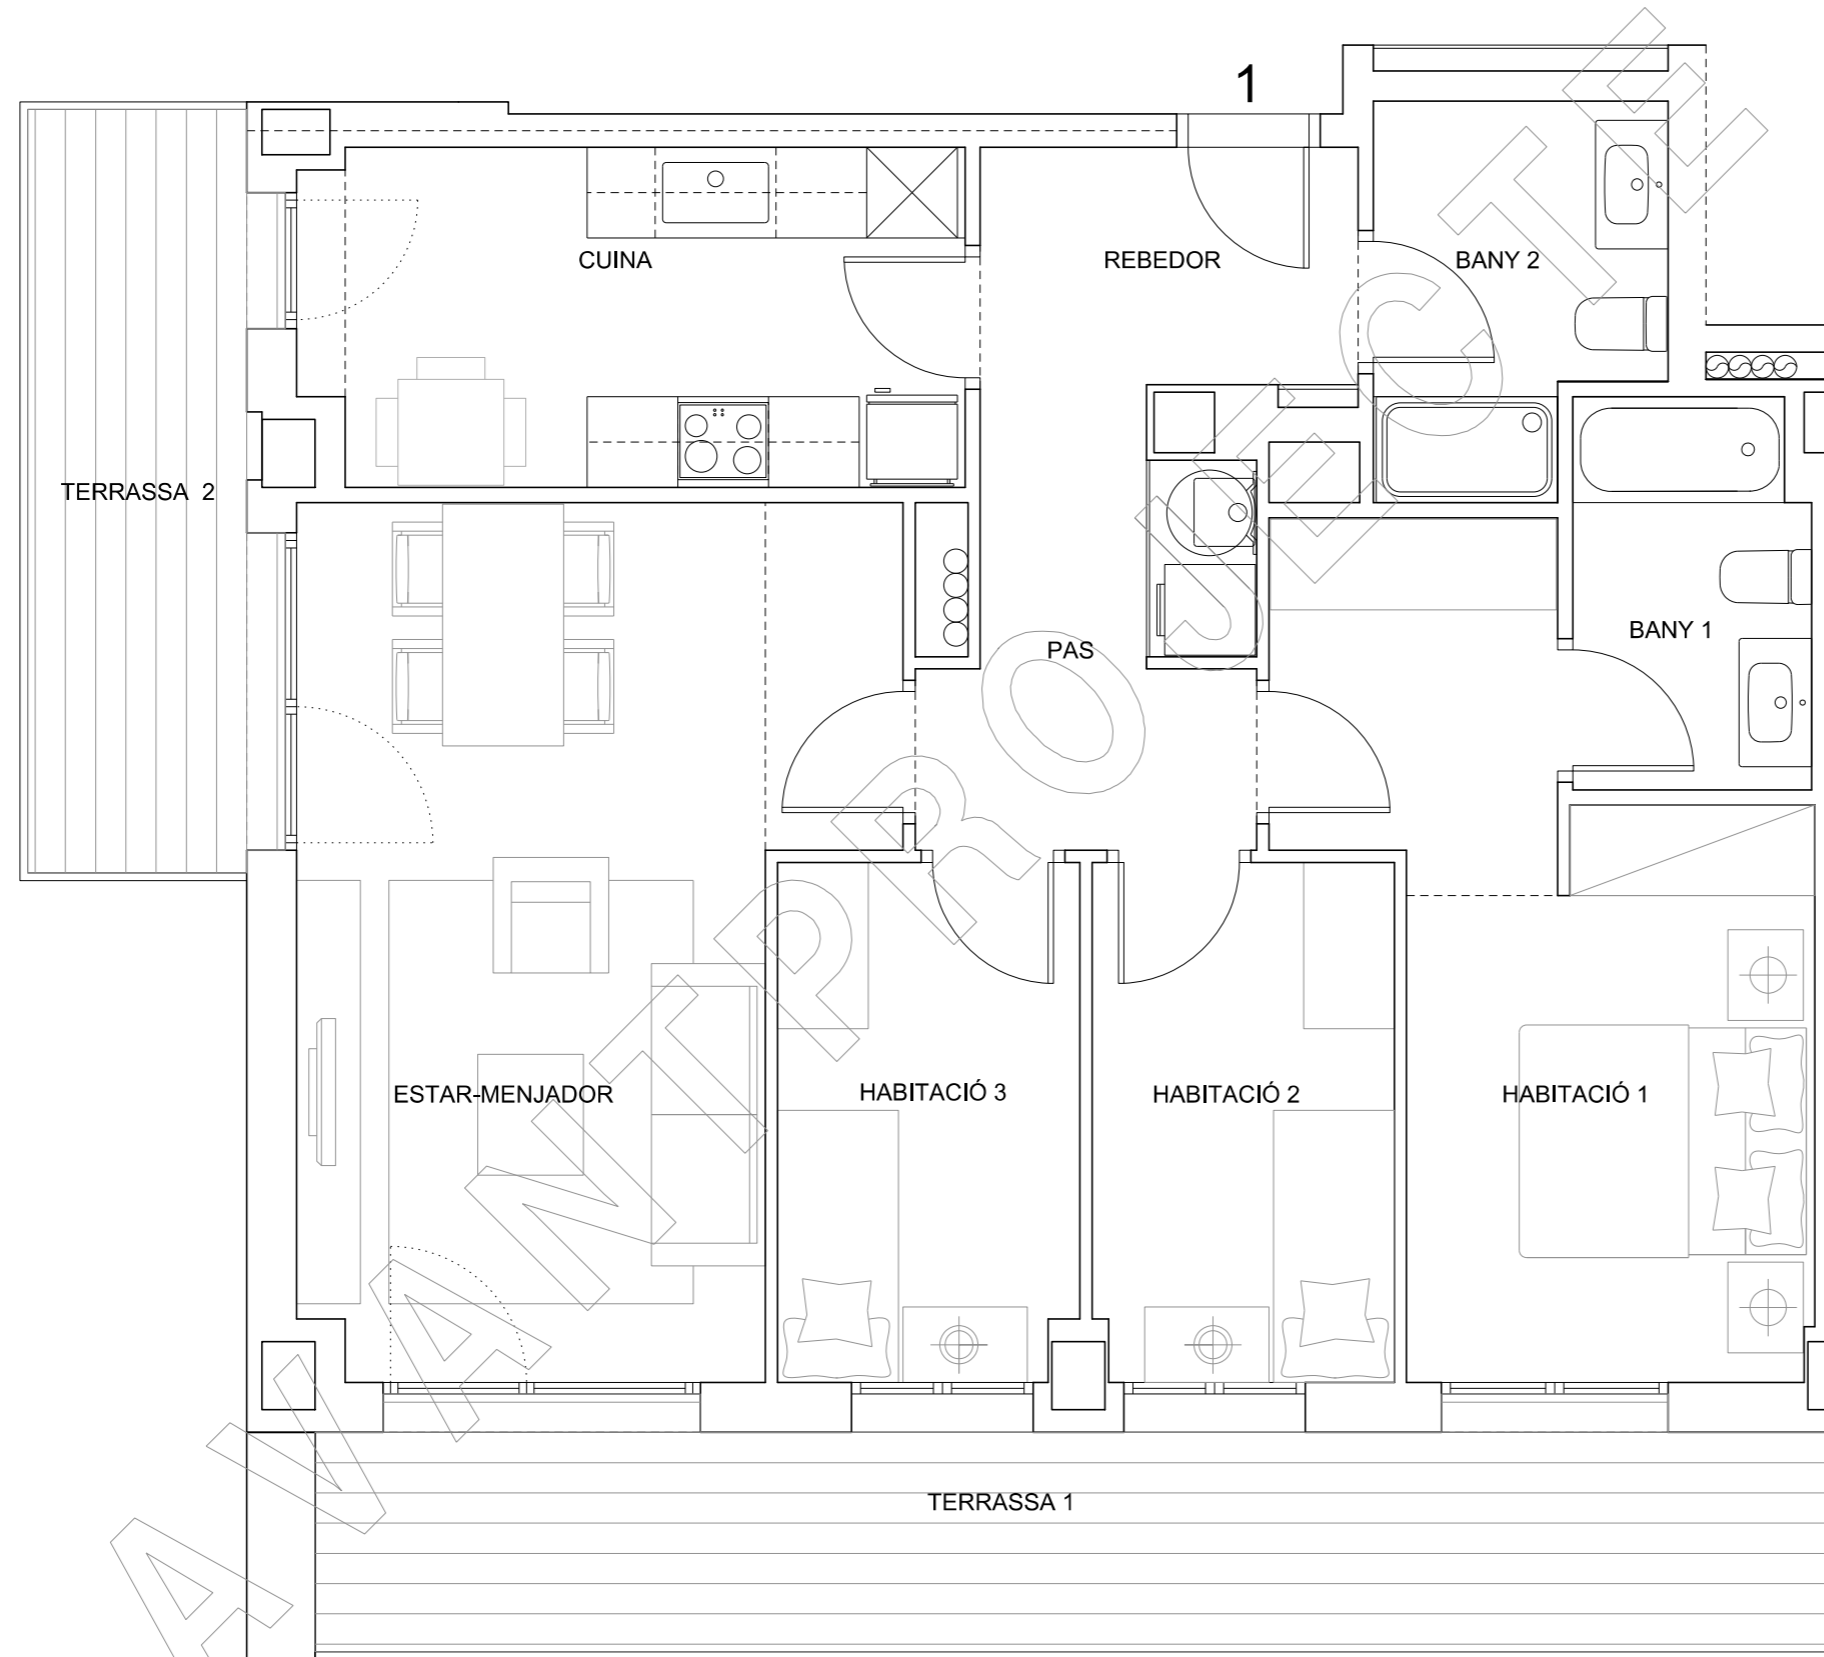 1
CUINA
REBEDOR
BANY 2
TERRASSA 2
BANY 1
PAS
ESTAR-MENJADOR
HABITACIÓ 3
HABITACIÓ 2
HABITACIÓ 1
TERRASSA 1
AVANTPROJECTE